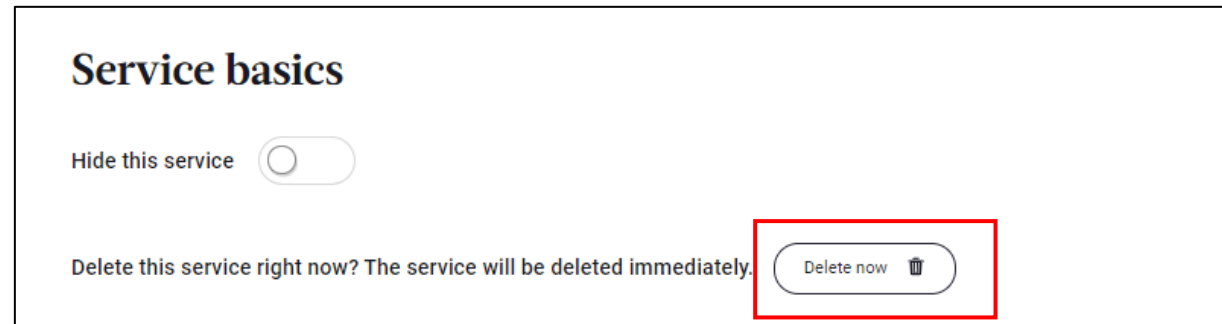 Service basics
Hide this service
Delete this service right now? The service will be deleted immediately. Delete now